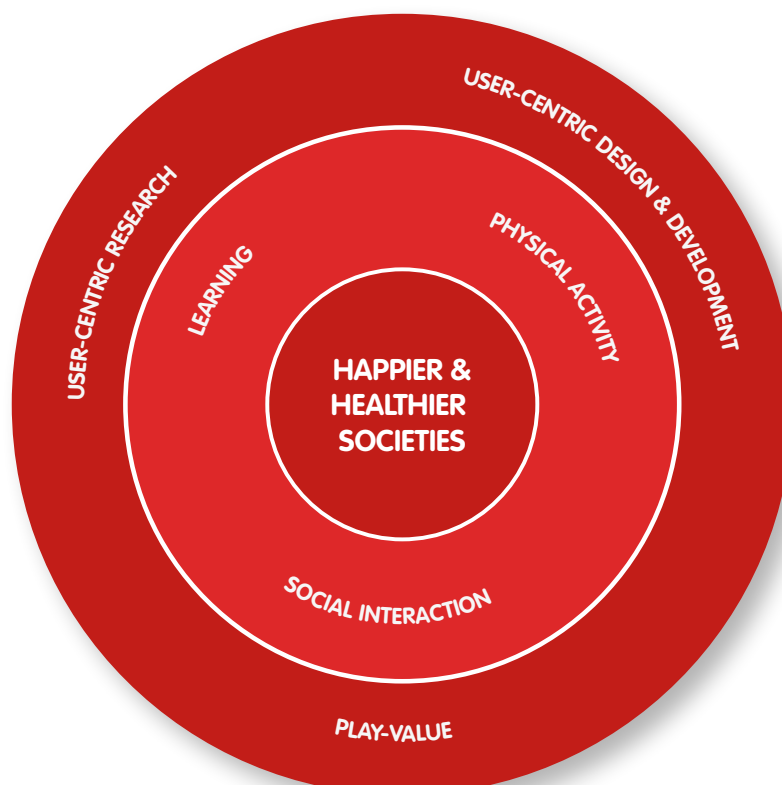 USER-CENTRIC DESIGN & DEVELOPMENT
USER-CENTRIC RESEARCH
PHYSICAL ACTIVITY
LEARNING
HAPPIER &
HEALTHIER
SOCIETIES
SOCIAL INTERACTION
PLAY-VALUE